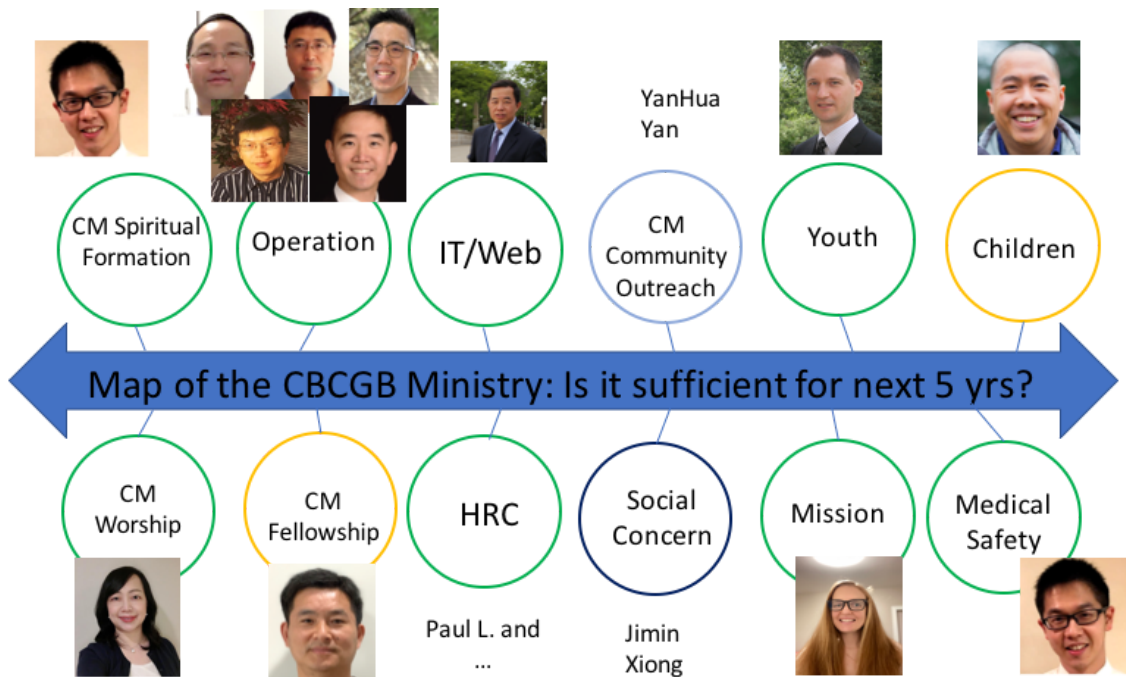 YanHua
Yan
CM Spiritual
Formation
Operation
IT/Web
CM
Community
Outreach
Youth
Children
Map of the CBCGB Ministry: Is it sufficient for next 5 yrs?
CM
Worship
CM
Fellowship
HRC
Social
Concern
Mission
Medical
Safety
Paul L. and
...
Jimin
Xiong